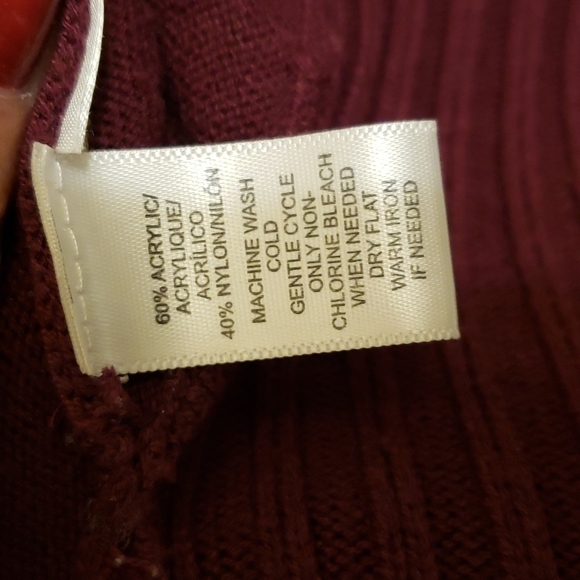 60% ACRYLIC/
ACRYLIQUE/
ACRÍLICO
40% NYLON/NILÓN
MACHINE WASH
COLD
GENTLE CYCLE
ONLY NON-
CHLORINE BLEACH
WHEN NEEDED
DRY FLAT
WARM IRON
IF NEEDED